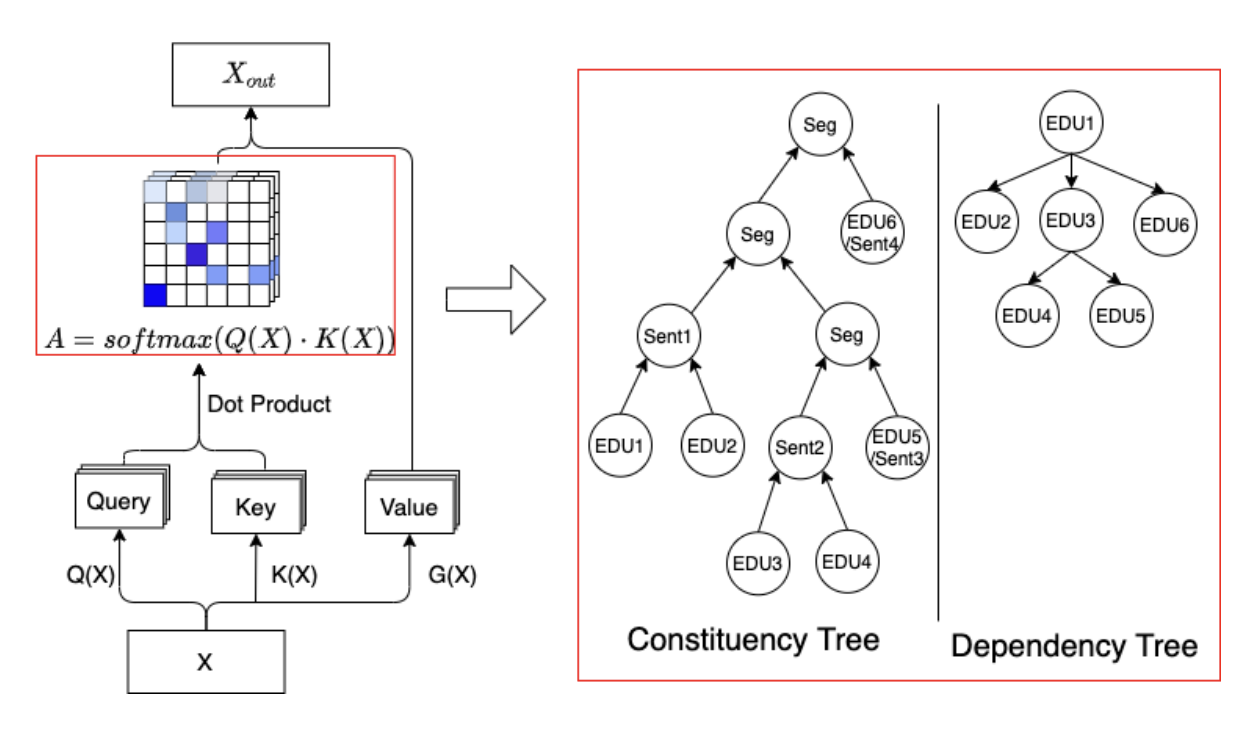 X_{out}
A = softmax(Q(X) · K(X))
Dot Product
Query
Key
Value
Q(X)
K(X)
G(X)
X
Seg
Seg
EDU6
/Sent4
Sent1
Seg
EDU1
EDU2
Sent2
EDU5
/Sent3
EDU3
EDU4
Constituency Tree
EDU1
EDU2
EDU3
EDU6
EDU4
EDU5
Dependency Tree